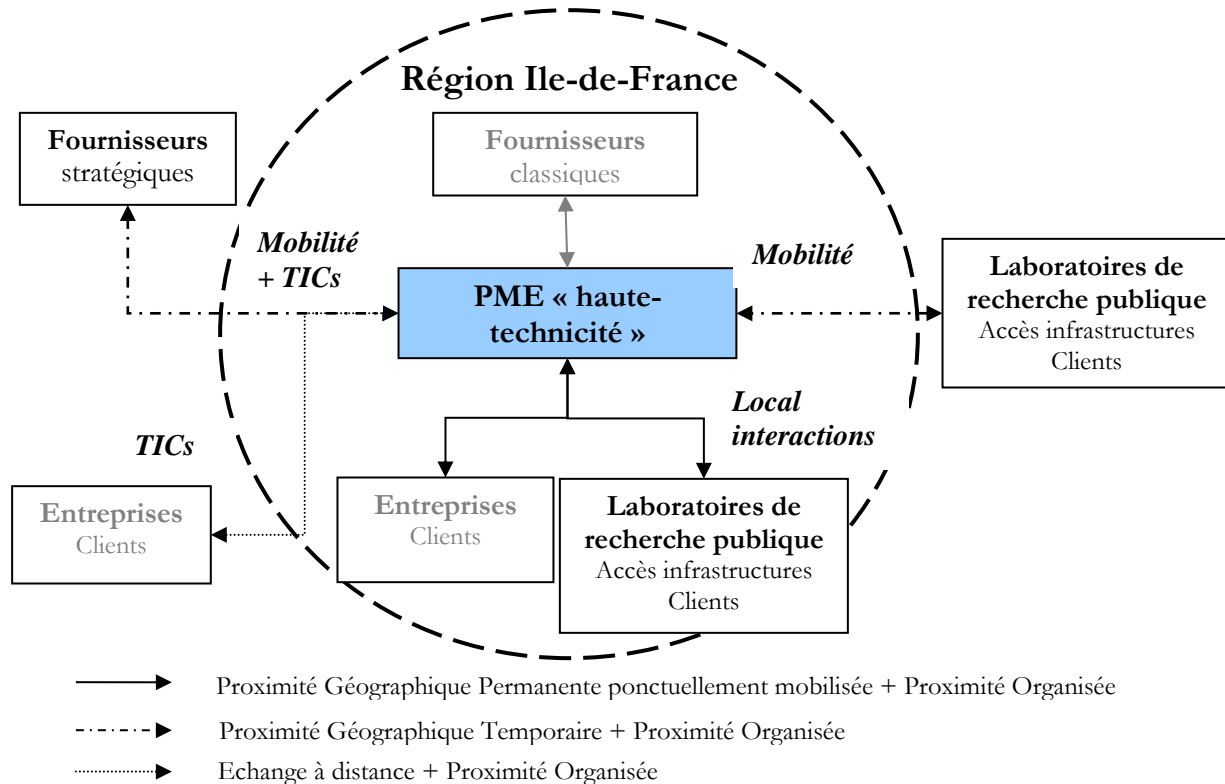 Région Ile-de-France
Fournisseurs
stratégiques
Fournisseurs
classiques
Mobilité
+ TICs
Mobilité
PME « haute-
technicité »
Laboratoires de
recherche publique
Accès infrastructures
Clients
Local
interactions
TICs
Entreprises
Clients
Entreprises
Clients
Laboratoires de
recherche publique
Accès infrastructures
Clients
Proximité Géographique Permanente ponctuellement mobilisée + Proximité Organisée
Proximité Géographique Temporaire + Proximité Organisée
Echange à distance + Proximité Organisée